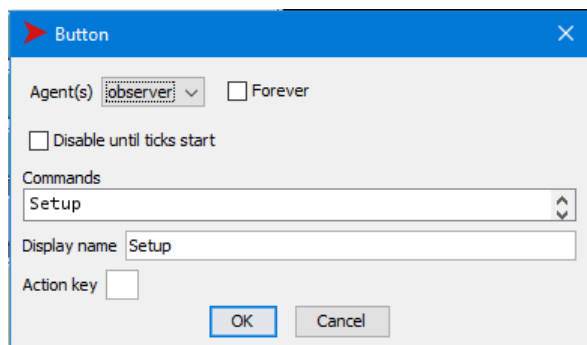 Button
Agent(s) observer Forever
Disable until ticks start
Commands
Setup
Display name Setup
Action key
OK Cancel